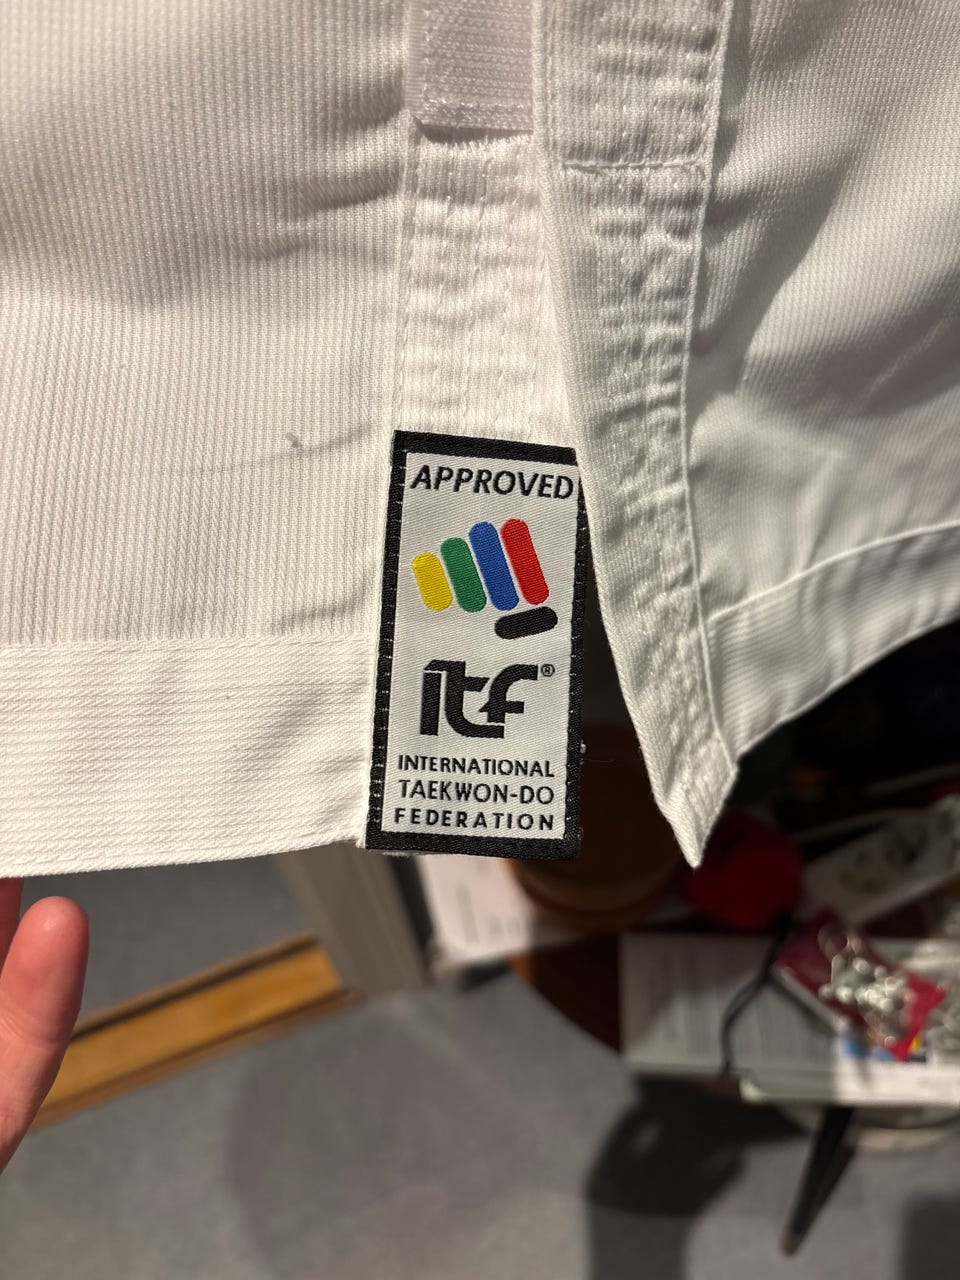 APPROVED
itf®
INTERNATIONAL
TAEKWON-DO
FEDERATION